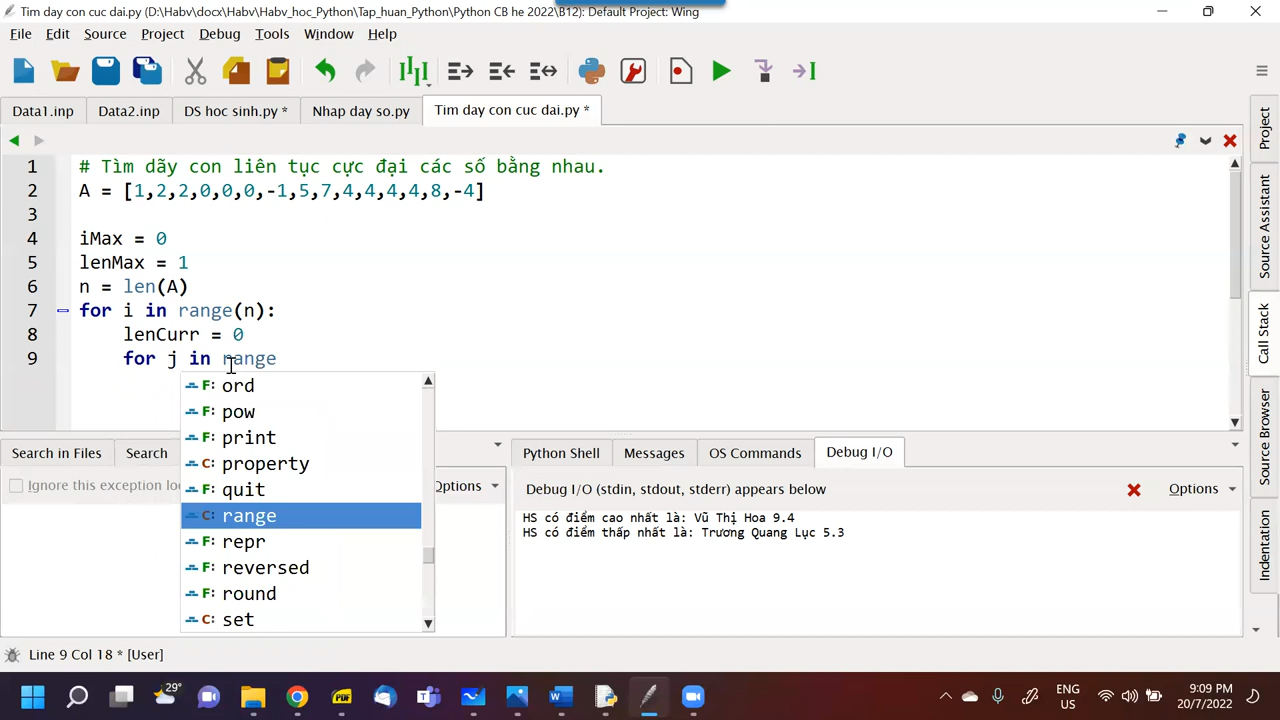 Tim day con cuc dai.py (D:\Habv\docx\Habv\Habv_hoc_Python\Tap_huan_Python\Python CB he 2022\B12): Default Project: Wing
File Edit Source Project Debug Tools Window Help
Data1.inp Data2.inp DS hoc sinh.py * Nhap day so.py Tim day con cuc dai.py *
1 # Tìm dãy con liên tục cực đại các số bằng nhau.
2 A = [1,2,2,0,0,0,-1,5,7,4,4,4,4,8,-4]
3
4 iMax = 0
5 lenMax = 1
6 n = len(A)
7 for i in range(n):
8 lenCurr = 0
9 for j in range
F: ord
F: pow
F: print
C: property
F: quit
C: range
F: repr
F: reversed
F: round
C: set
Project
Source Assistant
Call Stack
Source Browser
Indentation
Search in Files Search
Ignore this exception loc
Options
Python Shell Messages OS Commands Debug I/O
Debug I/O (stdin, stdout, stderr) appears below Options
HS có điểm cao nhất là: Vũ Thị Hoa 9.4
HS có điểm thấp nhất là: Trương Quang Lục 5.3
Line 9 Col 18 * [User]
29°
PDF
ENG
US
9:09 PM
20/7/2022